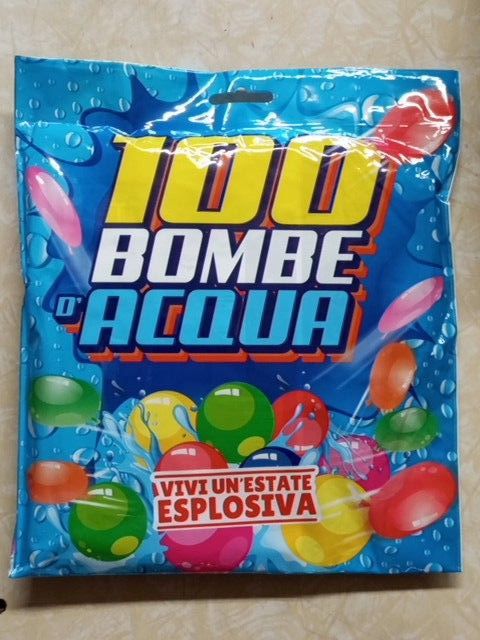 100
BOMBE
D'ACQUA
VIVI UN'ESTATE
ESPLOSIVA